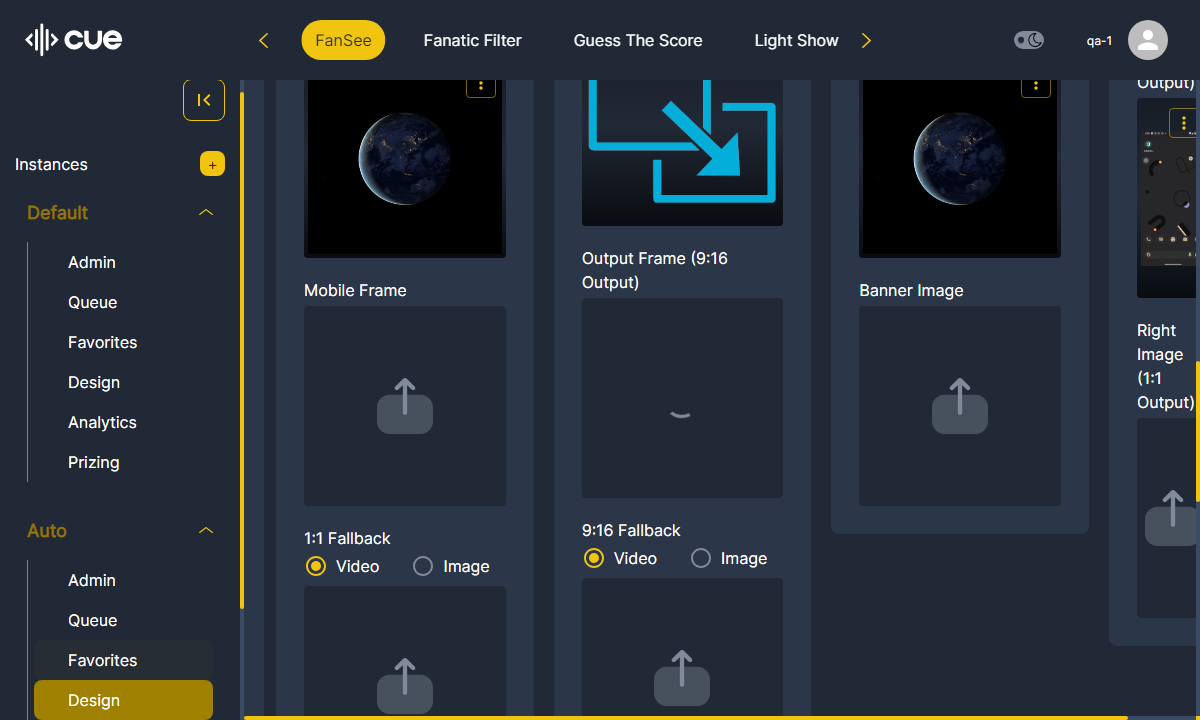 cue
FanSee
Fanatic Filter
Guess The Score
Light Show
qa-1
Instances
+
Default
Admin
Queue
Favorites
Design
Analytics
Prizing
Auto
Admin
Queue
Favorites
Design
Mobile Frame
1:1 Fallback
Video
Image
Output Frame (9:16
Output)
9:16 Fallback
Video
Image
Banner Image
Output)
Right
Image
(1:1
Output)